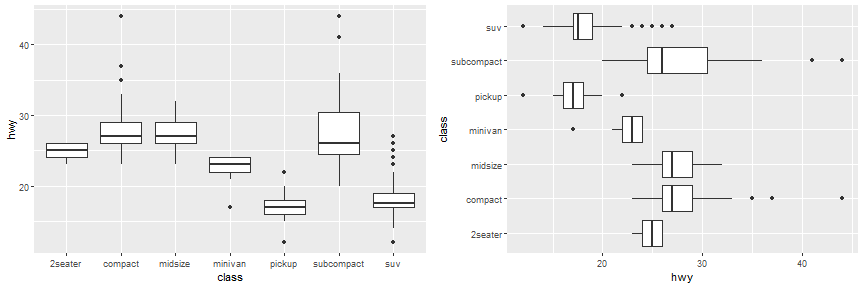 40
30
20
hwy
2seater compact midsize minivan pickup subcompact suv
class
suv
subcompact
pickup
minivan
midsize
compact
2seater
class
20 30 40
hwy